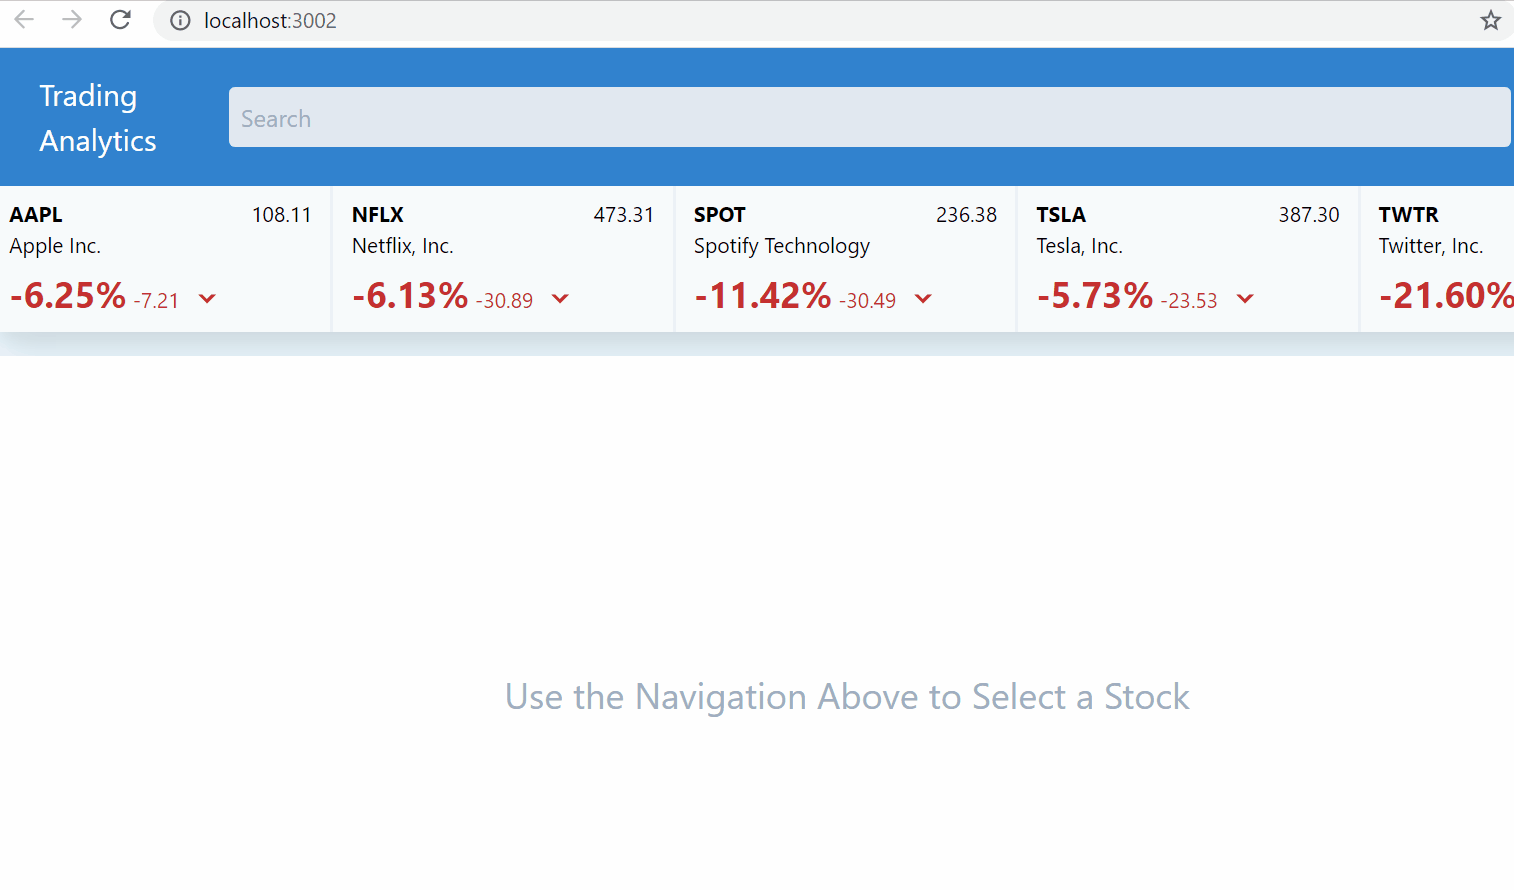 localhost:3002
Trading
Analytics
Search
AAPL 108.11
Apple Inc.
-6.25% -7.21
NFLX 473.31
Netflix, Inc.
-6.13% -30.89
SPOT 236.38
Spotify Technology
-11.42% -30.49
TSLA 387.30
Tesla, Inc.
-5.73% -23.53
TWTR
Twitter, Inc.
-21.60%
Use the Navigation Above to Select a Stock